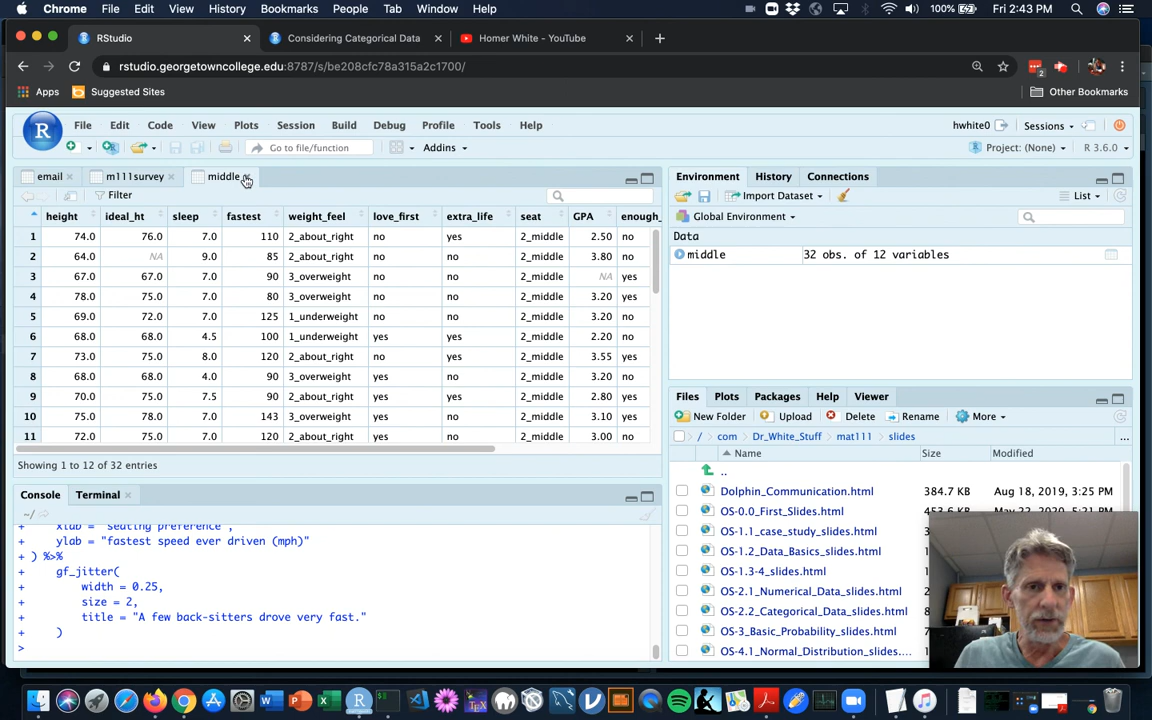 Chrome File Edit View History Bookmarks People Tab Window Help 100% Fri 2:43 PM
RStudio Considering Categorical Data Homer White - YouTube
rstudio.georgetowncollege.edu:8787/s/be208cfc78a315a2c1700/
Apps Suggested Sites Other Bookmarks
File Edit Code View Plots Session Build Debug Profile Tools Help hwhite0 Sessions
Go to file/function Addins Project: (None) R 3.6.0
email m111survey middle
Filter
height ideal_ht sleep fastest weight_feel love_first extra_life seat GPA enough_
1 74.0 76.0 7.0 110 2_about_right no yes 2_middle 2.50 no
2 64.0 NA 9.0 85 2_about_right no no 2_middle 3.80 no
3 67.0 67.0 7.0 90 3_overweight no no 2_middle NA yes
4 78.0 75.0 7.0 80 3_overweight no no 2_middle 3.20 yes
5 69.0 72.0 7.0 125 1_underweight no no 2_middle 3.20 no
6 68.0 68.0 4.5 100 1_underweight yes yes 2_middle 2.20 no
7 73.0 75.0 8.0 120 2_about_right no yes 2_middle 3.55 yes
8 68.0 68.0 4.0 90 3_overweight yes no 2_middle 3.20 no
9 70.0 75.0 7.5 90 2_about_right yes yes 2_middle 2.80 yes
10 75.0 78.0 7.0 143 3_overweight yes no 2_middle 3.10 yes
11 72.0 75.0 7.0 120 2_about_right yes no 2_middle 3.00 no
Showing 1 to 12 of 32 entries
Console Terminal
~/
+ xlab = "seating preference",
+ ylab = "fastest speed ever driven (mph)"
+ ) %>%
+ gf_jitter(
+ width = 0.25,
+ size = 2,
+ title = "A few back-sitters drove very fast."
+ )
>
Environment History Connections
Import Dataset List
Global Environment
Data
middle 32 obs. of 12 variables
Files Plots Packages Help Viewer
New Folder Upload Delete Rename More
/ com Dr_White_Stuff mat111 slides ...
Name Size Modified
..
Dolphin_Communication.html 384.7 KB Aug 18, 2019, 3:25 PM
OS-0.0_First_Slides.html 453.6 KB May 22, 2020, 5:21 PM
OS-1.1_case_study_slides.html 3
OS-1.2_Data_Basics_slides.html
OS-1.3-4_slides.html
OS-2.1_Numerical_Data_slides.html 2
OS-2.2_Categorical_Data_slides.html 8
OS-3_Basic_Probability_slides.html 7
OS-4.1_Normal_Distribution_slides....